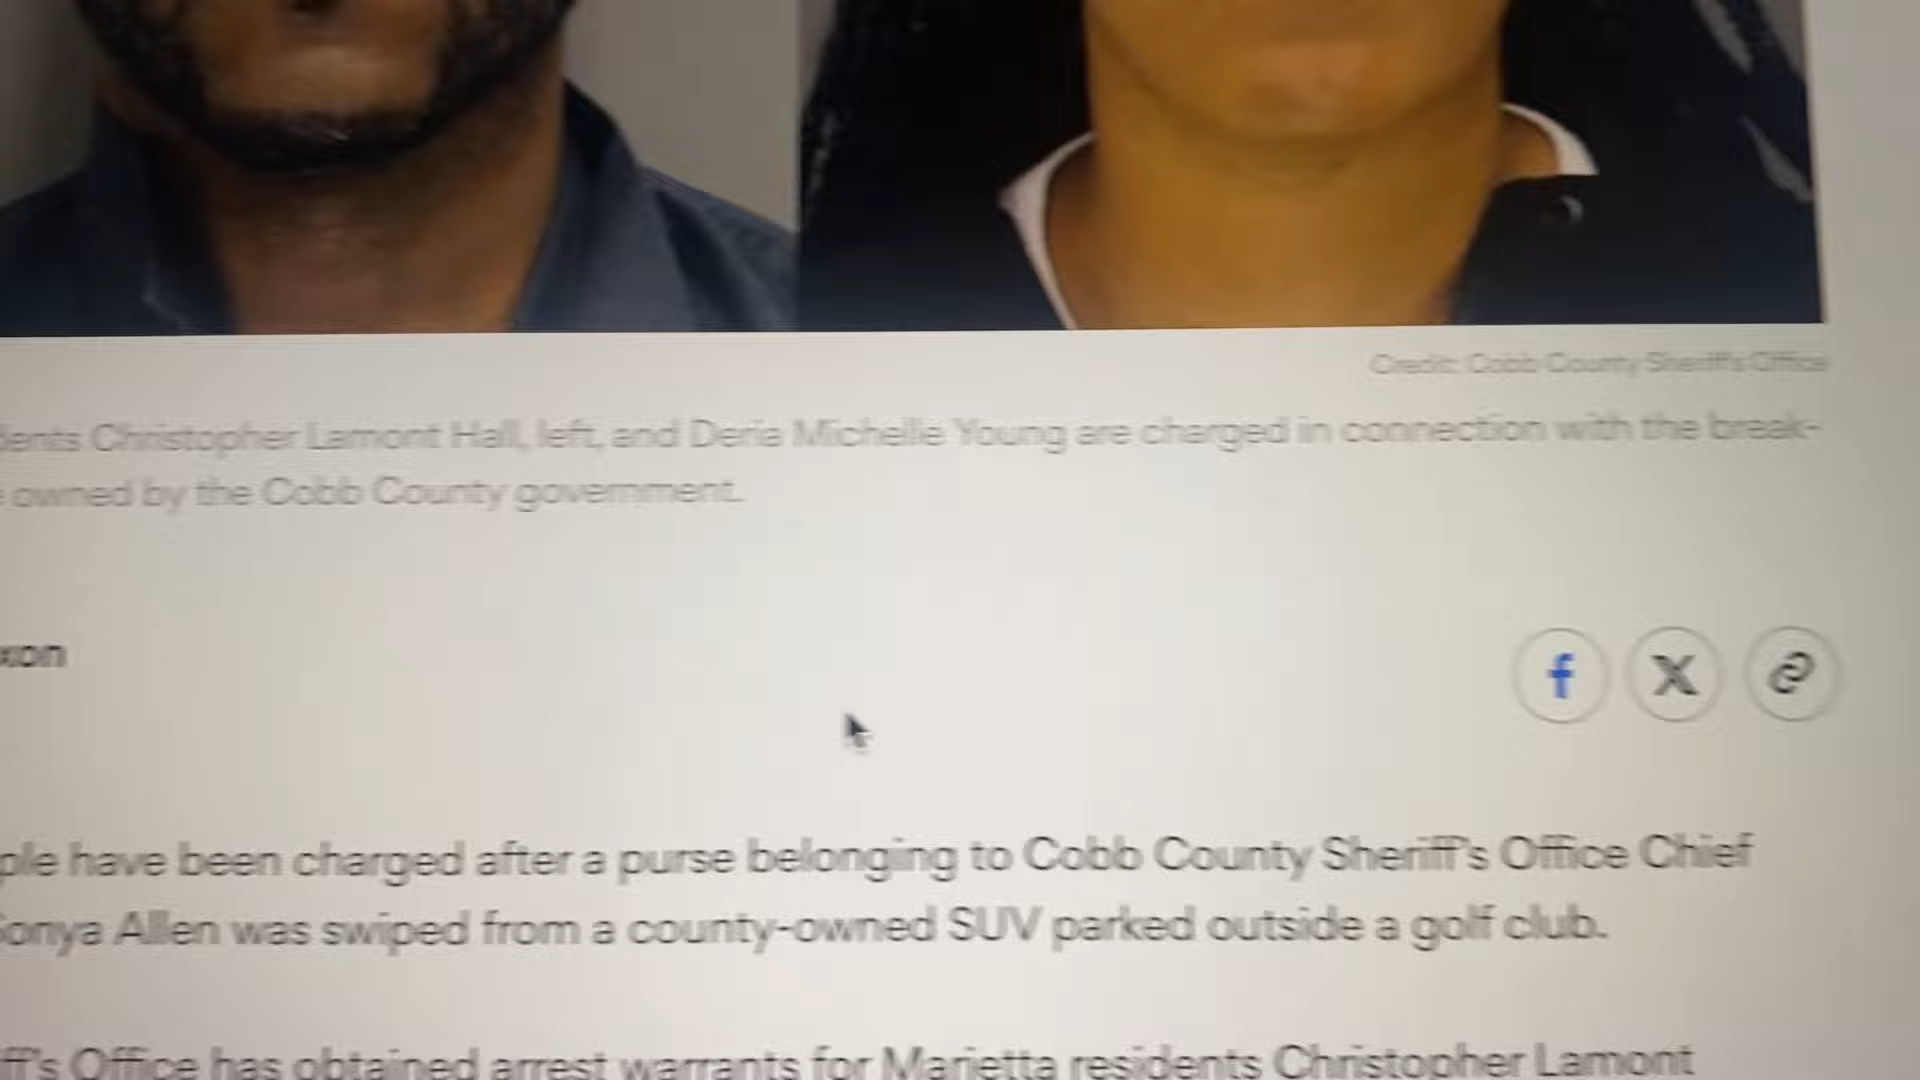 Credit: Cobb County Sheriff's Office
dents Christopher Lamont Hall, left, and Deria Michelle Young are charged in connection with the break-
e owned by the Cobb County government.
xon
f X
ple have been charged after a purse belonging to Cobb County Sheriff's Office Chief
Sonya Allen was swiped from a county-owned SUV parked outside a golf club.
ff's Office has obtained arrest warrants for Marietta residents Christopher Lamont